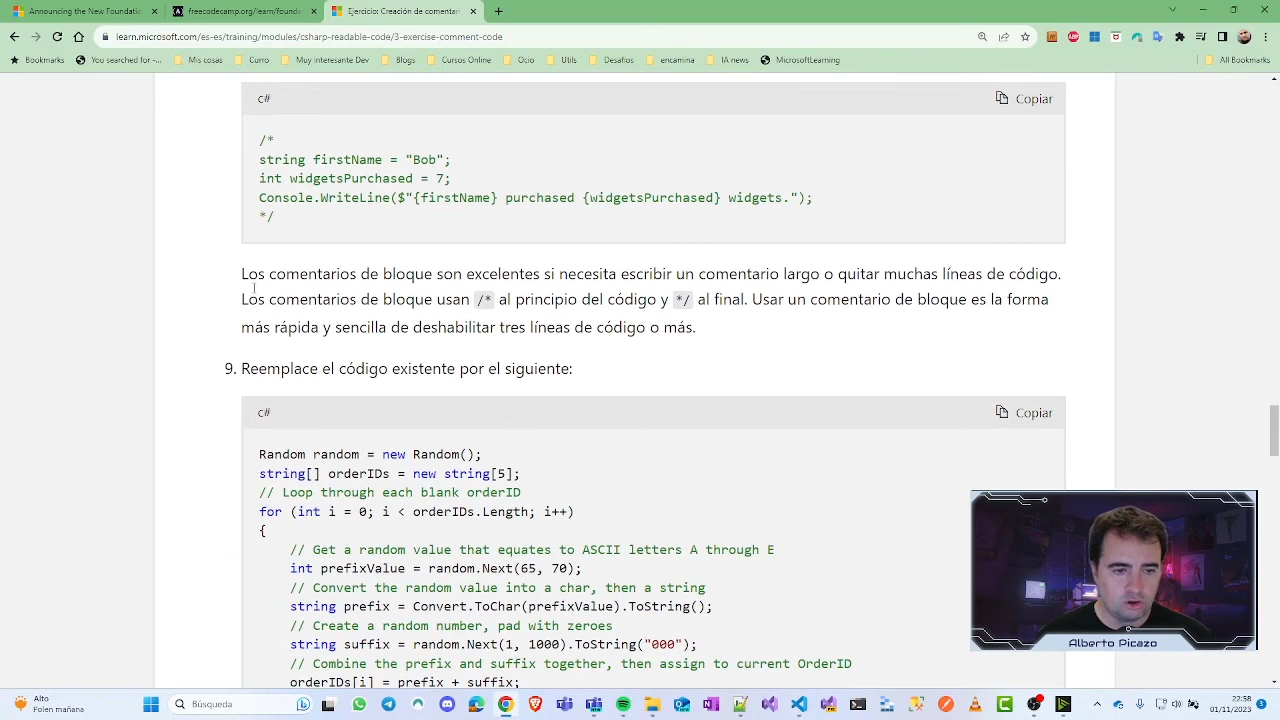 Announcing the New Foundatic
freecodecamp.org/learn/founda
Ejercicio: Creación de comentar
learn.microsoft.com/es-es/training/modules/csharp-readable-code/3-exercise-comment-code
Bookmarks
You searched for -...
Mis cosas
Curro
Muy interesante Dev
Blogs
Cursos Online
Ocio
Utils
Desafios
encamina
IA news
MicrosoftLearning
All Bookmarks
C#
Copiar
/*
string firstName = "Bob";
int widgetsPurchased = 7;
Console.WriteLine($"{firstName} purchased {widgetsPurchased} widgets.");
*/
Los comentarios de bloque son excelentes si necesita escribir un comentario largo o quitar muchas líneas de código.
Los comentarios de bloque usan /* al principio del código y */ al final. Usar un comentario de bloque es la forma
más rápida y sencilla de deshabilitar tres líneas de código o más.
9. Reemplace el código existente por el siguiente:
C#
Copiar
Random random = new Random();
string[] orderIDs = new string[5];
// Loop through each blank orderID
for (int i = 0; i < orderIDs.Length; i++)
{
// Get a random value that equates to ASCII letters A through E
int prefixValue = random.Next(65, 70);
// Convert the random value into a char, then a string
string prefix = Convert.ToChar(prefixValue).ToString();
// Create a random number, pad with zeroes
string suffix = random.Next(1, 1000).ToString("000");
// Combine the prefix and suffix together, then assign to current OrderID
orderIDs[i] = prefix + suffix;
Alberto Picazo
Alto
Polen mañana
Búsqueda
22:58
01/11/2023